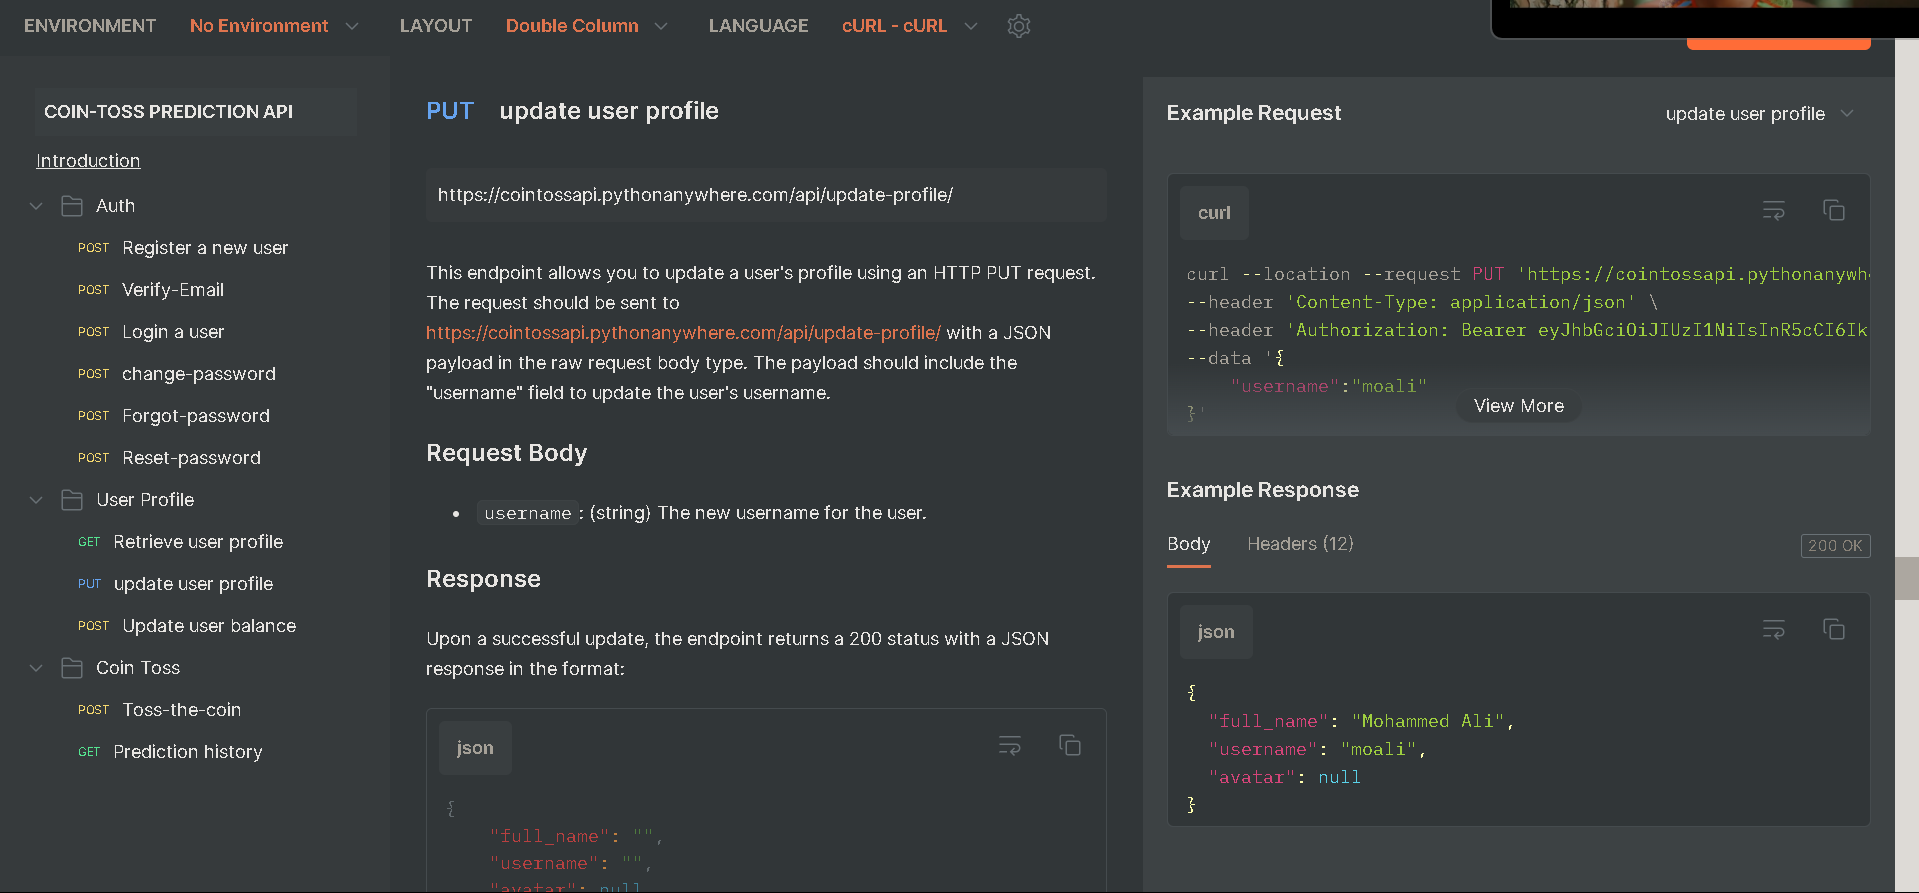 ENVIRONMENT No Environment LAYOUT Double Column LANGUAGE cURL - cURL
COIN-TOSS PREDICTION API
Introduction
Auth
POST Register a new user
POST Verify-Email
POST Login a user
POST change-password
POST Forgot-password
POST Reset-password
User Profile
GET Retrieve user profile
PUT update user profile
POST Update user balance
Coin Toss
POST Toss-the-coin
GET Prediction history
PUT update user profile
https://cointossapi.pythonanywhere.com/api/update-profile/
This endpoint allows you to update a user's profile using an HTTP PUT request.
The request should be sent to
https://cointossapi.pythonanywhere.com/api/update-profile/ with a JSON
payload in the raw request body type. The payload should include the
"username" field to update the user's username.
Request Body
• username: (string) The new username for the user.
Response
Upon a successful update, the endpoint returns a 200 status with a JSON
response in the format:
json
{
"full_name": "",
"username": "",
"avatar": null
Example Request
update user profile
curl
curl --location --request PUT 'https://cointossapi.pythonanywh
--header 'Content-Type: application/json' \
--header 'Authorization: Bearer eyJhbGciOiJIUzI1NiIsInR5cCI6Ik
--data '{
"username":"moali"
}'
View More
Example Response
Body Headers (12) 200 OK
json
{
"full_name": "Mohammed Ali",
"username": "moali",
"avatar": null
}